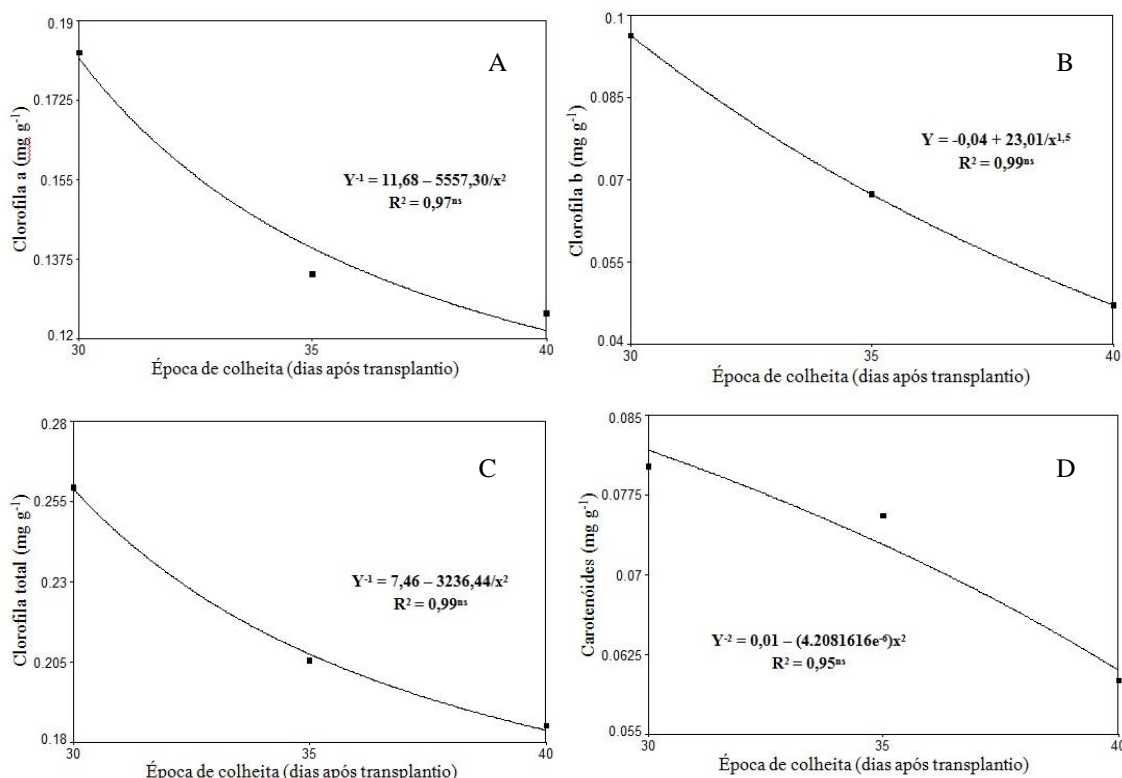 A
Clorofila a (mg g-1)
0.19
0.1725
0.155
0.1375
0.12
Y-1 = 11,68 – 5557,30/x2
R2 = 0,97ns
30 35 40
Época de colheita (dias após transplantio)
B
Clorofila b (mg g-1)
0.1
0.085
0.07
0.055
0.04
Y = -0,04 + 23,01/x1,5
R2 = 0,99ns
30 35 40
Época de colheita (dias após transplantio)
C
Clorofila total (mg g-1)
0.28
0.255
0.23
0.205
0.18
Y-1 = 7,46 – 3236,44/x2
R2 = 0,99ns
30 35 40
Época de colheita (dias após transplantio)
D
Carotenóides (mg g-1)
0.085
0.0775
0.07
0.0625
0.055
Y-2 = 0,01 – (4.2081616e-6)x2
R2 = 0,95ns
30 35 40
Época de colheita (dias após transplantio)